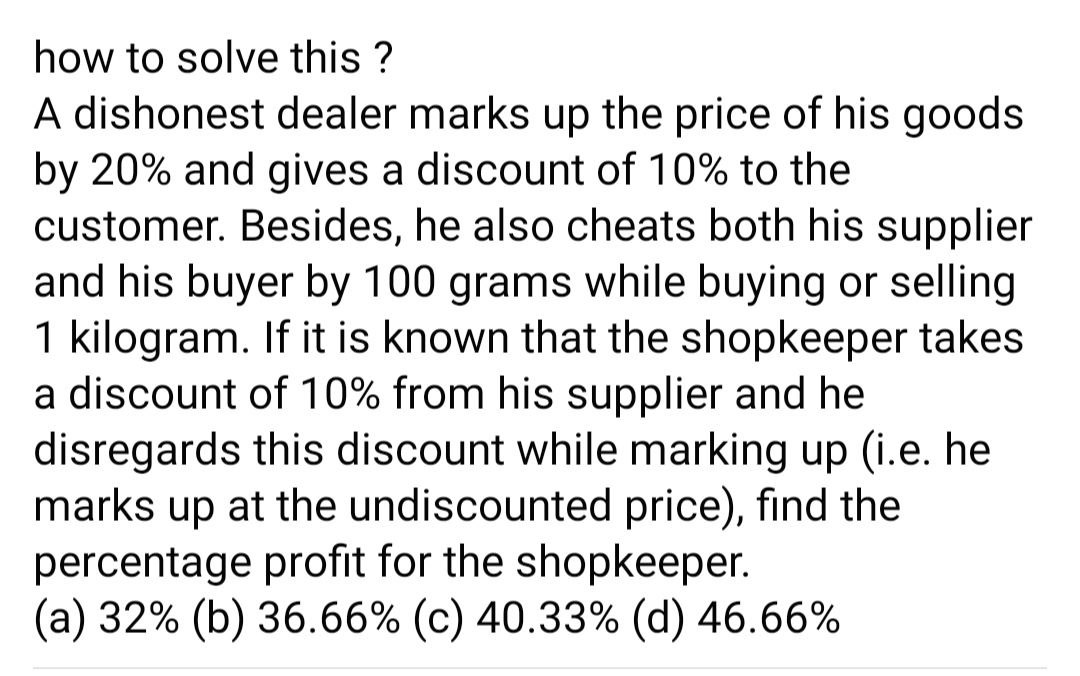 how to solve this ?
A dishonest dealer marks up the price of his goods
by 20% and gives a discount of 10% to the
customer. Besides, he also cheats both his supplier
and his buyer by 100 grams while buying or selling
1 kilogram. If it is known that the shopkeeper takes
a discount of 10% from his supplier and he
disregards this discount while marking up (i.e. he
marks up at the undiscounted price), find the
percentage profit for the shopkeeper.
(a) 32% (b) 36.66% (c) 40.33% (d) 46.66%